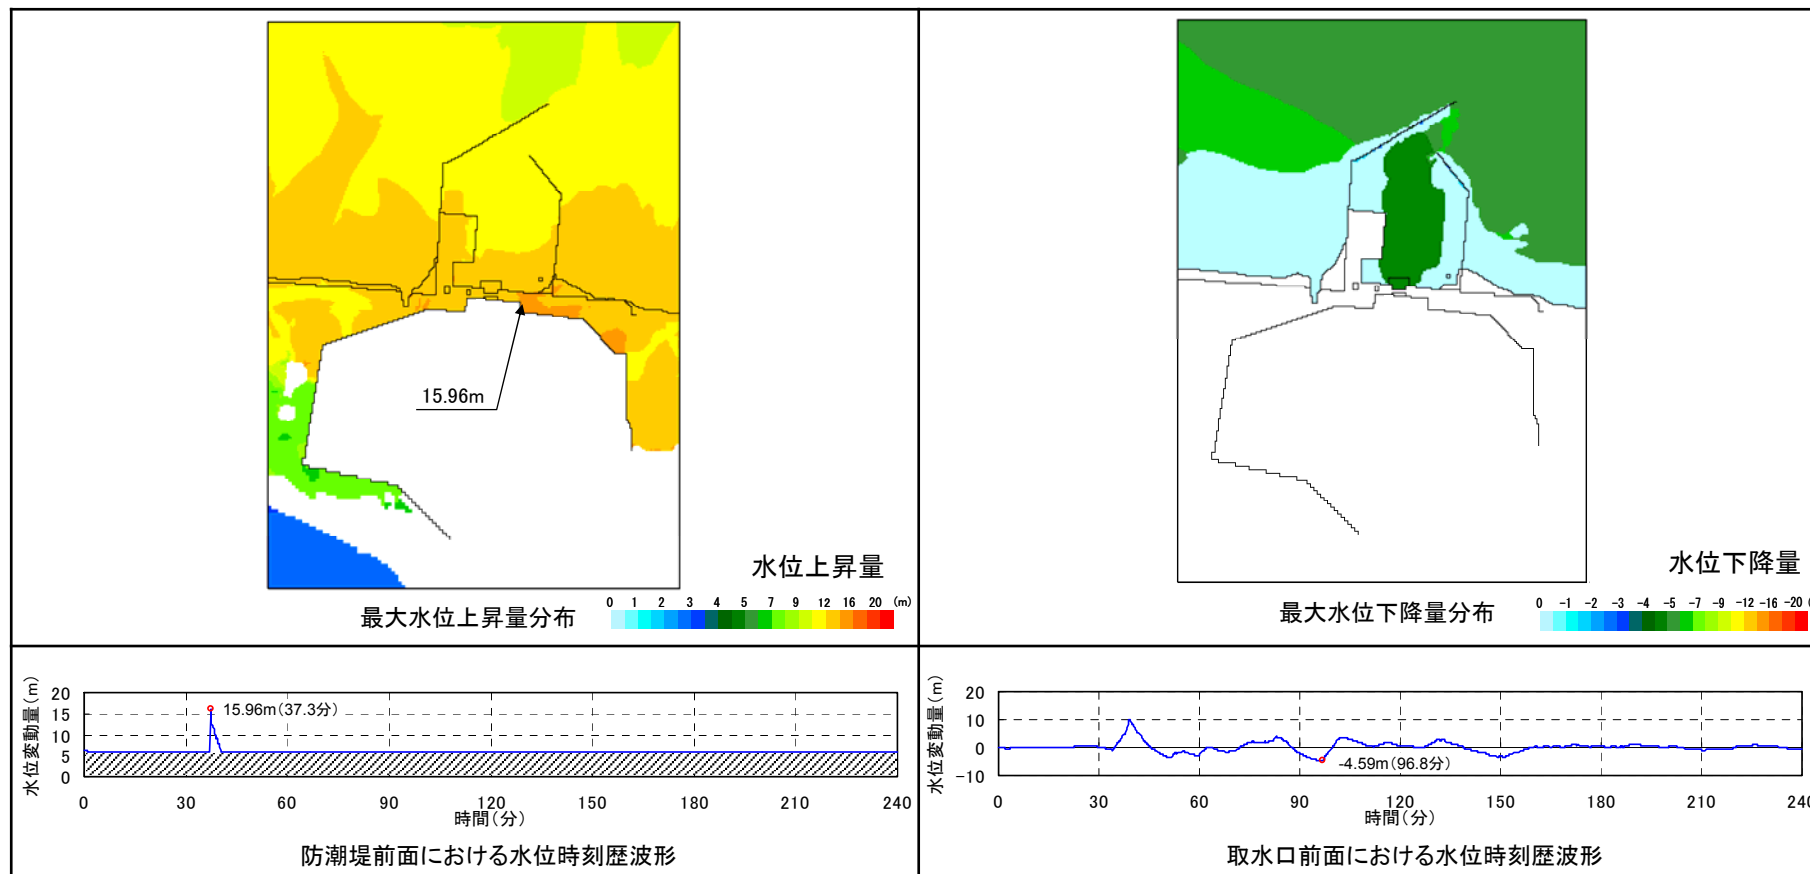 15.96m
水位上昇量
最大水位上昇量分布
0 1 2 3 4 5 7 9 12 16 20 (m)
水位下降量
最大水位下降量分布
0 -1 -2 -3 -4 -5 -7 -9 -12 -16 -20 (
水位変動量(m)
20
15
10
5
0
15.96m(37.3分)
0 30 60 90 120 150 180 210 240
時間(分)
防潮堤前面における水位時刻歴波形
水位変動量(m)
20
10
0
-10
-4.59m(96.8分)
0 30 60 90 120 150 180 210 240
時間(分)
取水口前面における水位時刻歴波形